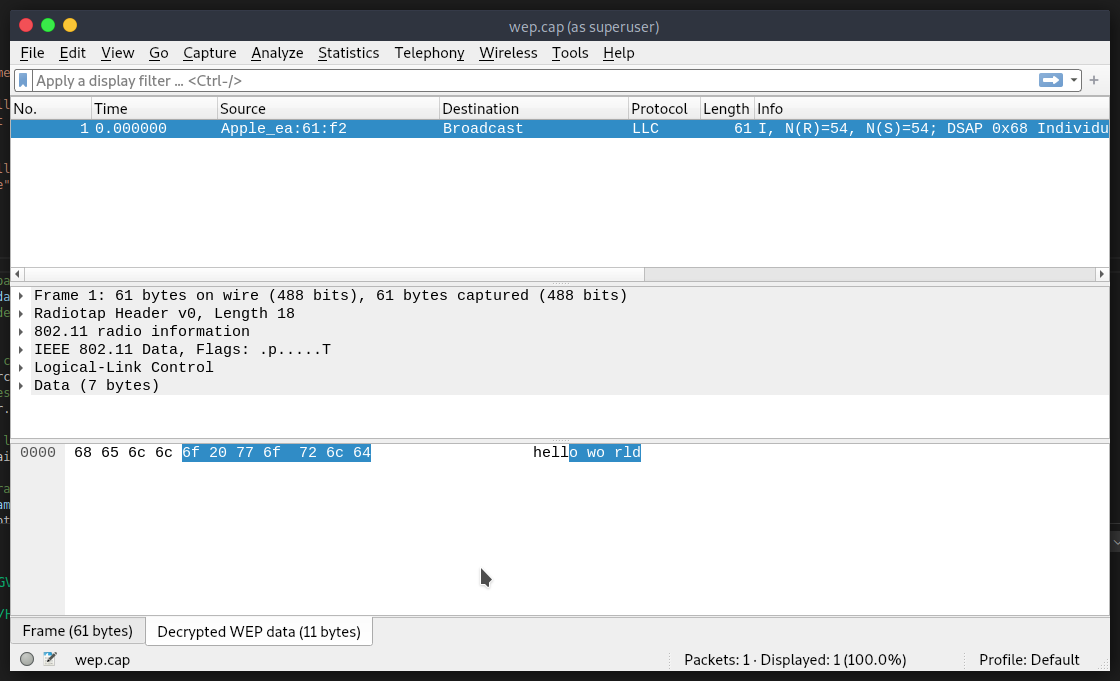 wep.cap (as superuser)
File Edit View Go Capture Analyze Statistics Telephony Wireless Tools Help
Apply a display filter ... <Ctrl-/>
No. Time Source Destination Protocol Length Info
1 0.000000 Apple_ea:61:f2 Broadcast LLC 61 I, N(R)=54, N(S)=54; DSAP 0x68 Individu
Frame 1: 61 bytes on wire (488 bits), 61 bytes captured (488 bits)
Radiotap Header v0, Length 18
802.11 radio information
IEEE 802.11 Data, Flags: .p.....T
Logical-Link Control
Data (7 bytes)
0000 68 65 6c 6c 6f 20 77 6f 72 6c 64 hello wo rld
Frame (61 bytes) Decrypted WEP data (11 bytes)
wep.cap Packets: 1 · Displayed: 1 (100.0%) Profile: Default